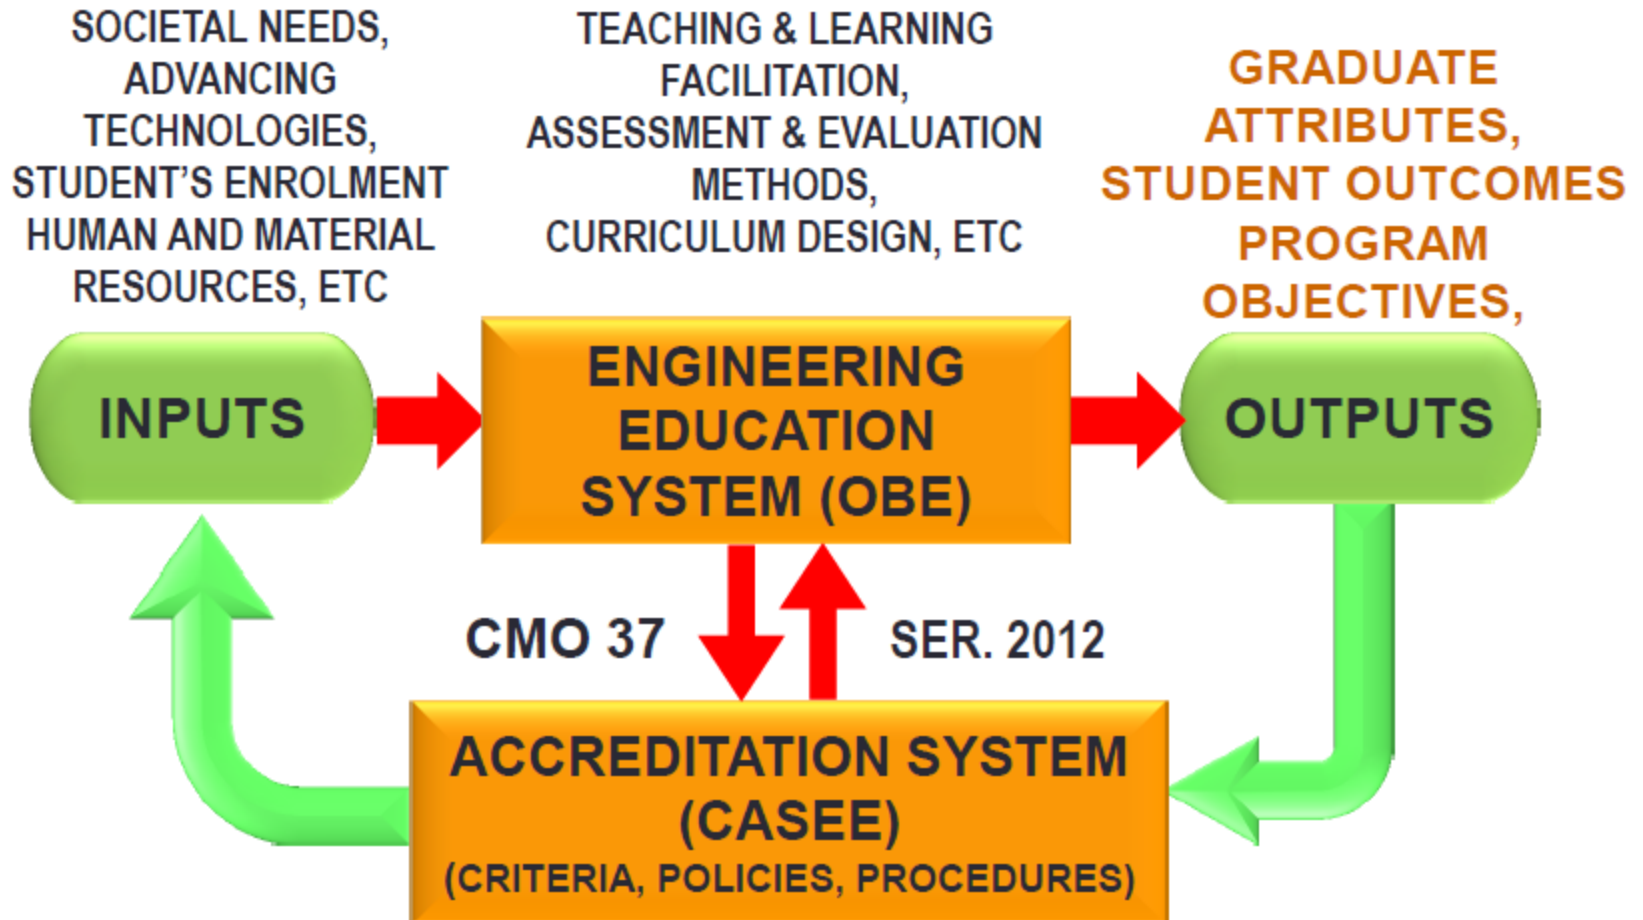 SOCIETAL NEEDS,
ADVANCING
TECHNOLOGIES,
STUDENT'S ENROLMENT
HUMAN AND MATERIAL
RESOURCES, ETC
TEACHING & LEARNING
FACILITATION,
ASSESSMENT & EVALUATION
METHODS,
CURRICULUM DESIGN, ETC
GRADUATE
ATTRIBUTES,
STUDENT OUTCOMES
PROGRAM
OBJECTIVES,
INPUTS
ENGINEERING
EDUCATION
SYSTEM (OBE)
OUTPUTS
CMO 37
SER. 2012
ACCREDITATION SYSTEM
(CASEE)
(CRITERIA, POLICIES, PROCEDURES)